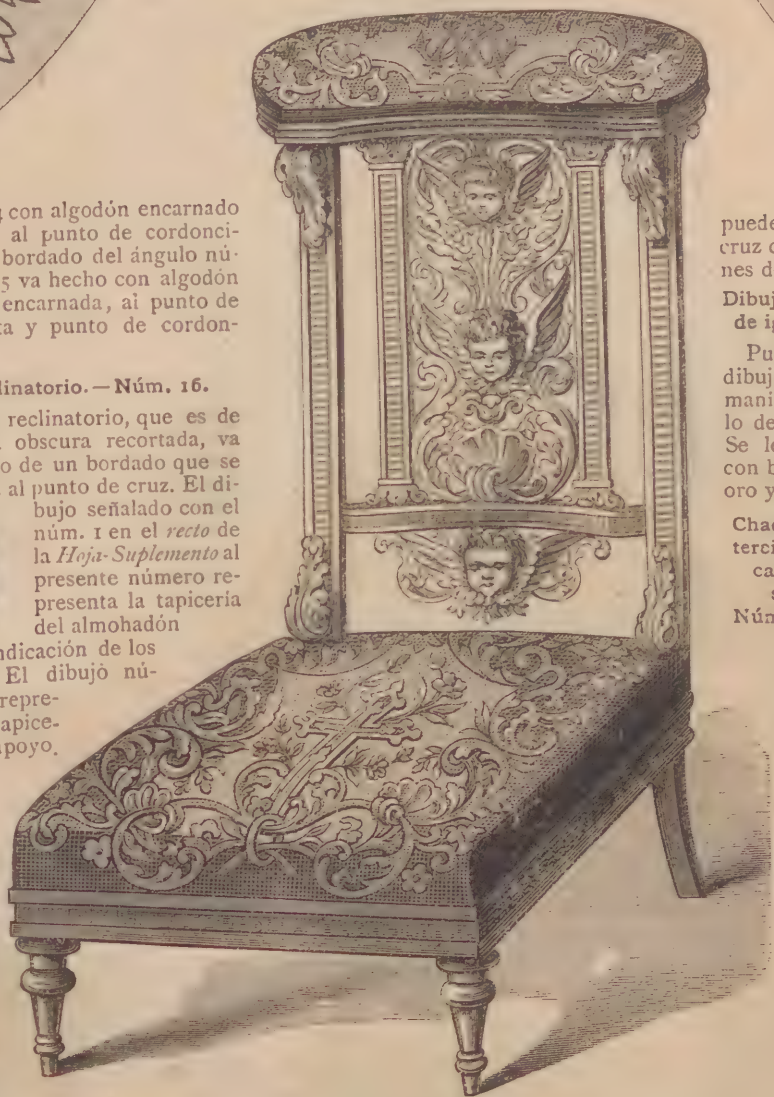 con algodón encarnado
al punto de cordonci-
bordado del ángulo nú-
5 va hecho con algodón
encarnada, al punto de
ta y punto de cordon-
linatorio.—Núm. 16.
reclinatorio, que es de
obscura recortada, va
o de un bordado que se
al punto de cruz. El di-
bujo señalado con el
núm. 1 en el recto de
la Hoja-Suplemento al
presente número re-
presenta la tapicería
del almohadón
ndicación de los
El dibujo nú-
repre-
apice-
poyo.
puede
cruz
nes d
Dibuj
de ig
Pu
dibuj
mani
lo de
Se l
con b
oro y
Chac
terci
ca
s
Núm